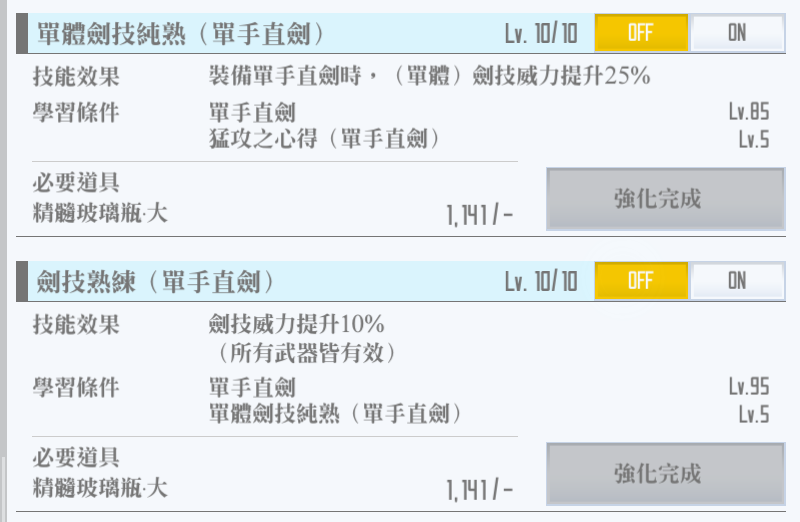 單體劍技純熟（單手直劍） Lv. 10/10 OFF ON
技能效果 裝備單手直劍時，（單體）劍技威力提升25%
學習條件 單手直劍 Lv.85
猛攻之心得（單手直劍） Lv.5
必要道具
精髓玻璃瓶·大 1,141/- 強化完成
劍技熟練（單手直劍） Lv. 10/10 OFF ON
技能效果 劍技威力提升10%
（所有武器皆有效）
學習條件 單手直劍 Lv.95
單體劍技純熟（單手直劍） Lv.5
必要道具
精髓玻璃瓶·大 1,141/- 強化完成